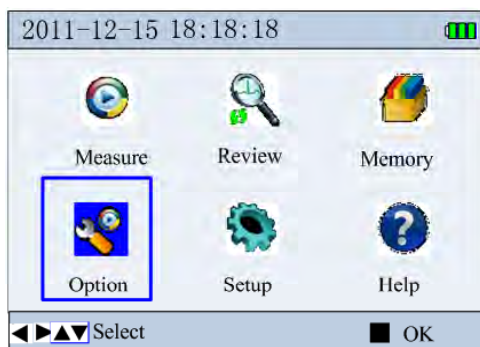 2011-12-15 18:18:18
Measure Review Memory
Option Setup Help
◀ ▶ ▲ ▼ Select ■ OK